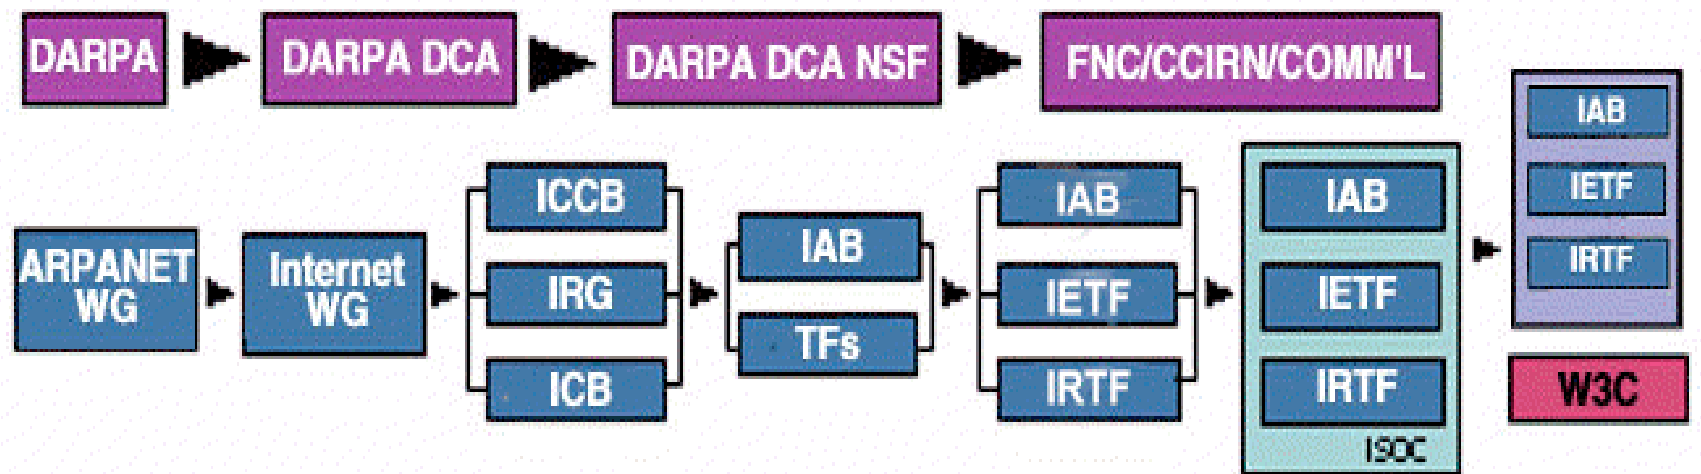 DARPA
DARPA DCA
DARPA DCA NSF
FNC/CCIRN/COMM'L
ARPANET
WG
Internet
WG
ICCB
IRG
ICB
IAB
TFs
IAB
IETF
IRTF
IAB
IETF
IRTF
ISOC
IAB
IETF
IRTF
W3C